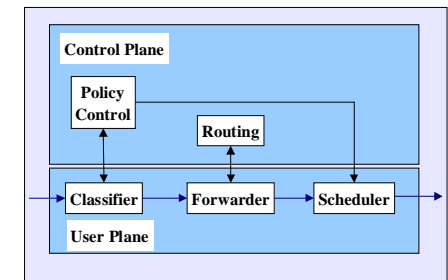 Control Plane
Policy
Control
Routing
Classifier
Forwarder
Scheduler
User Plane